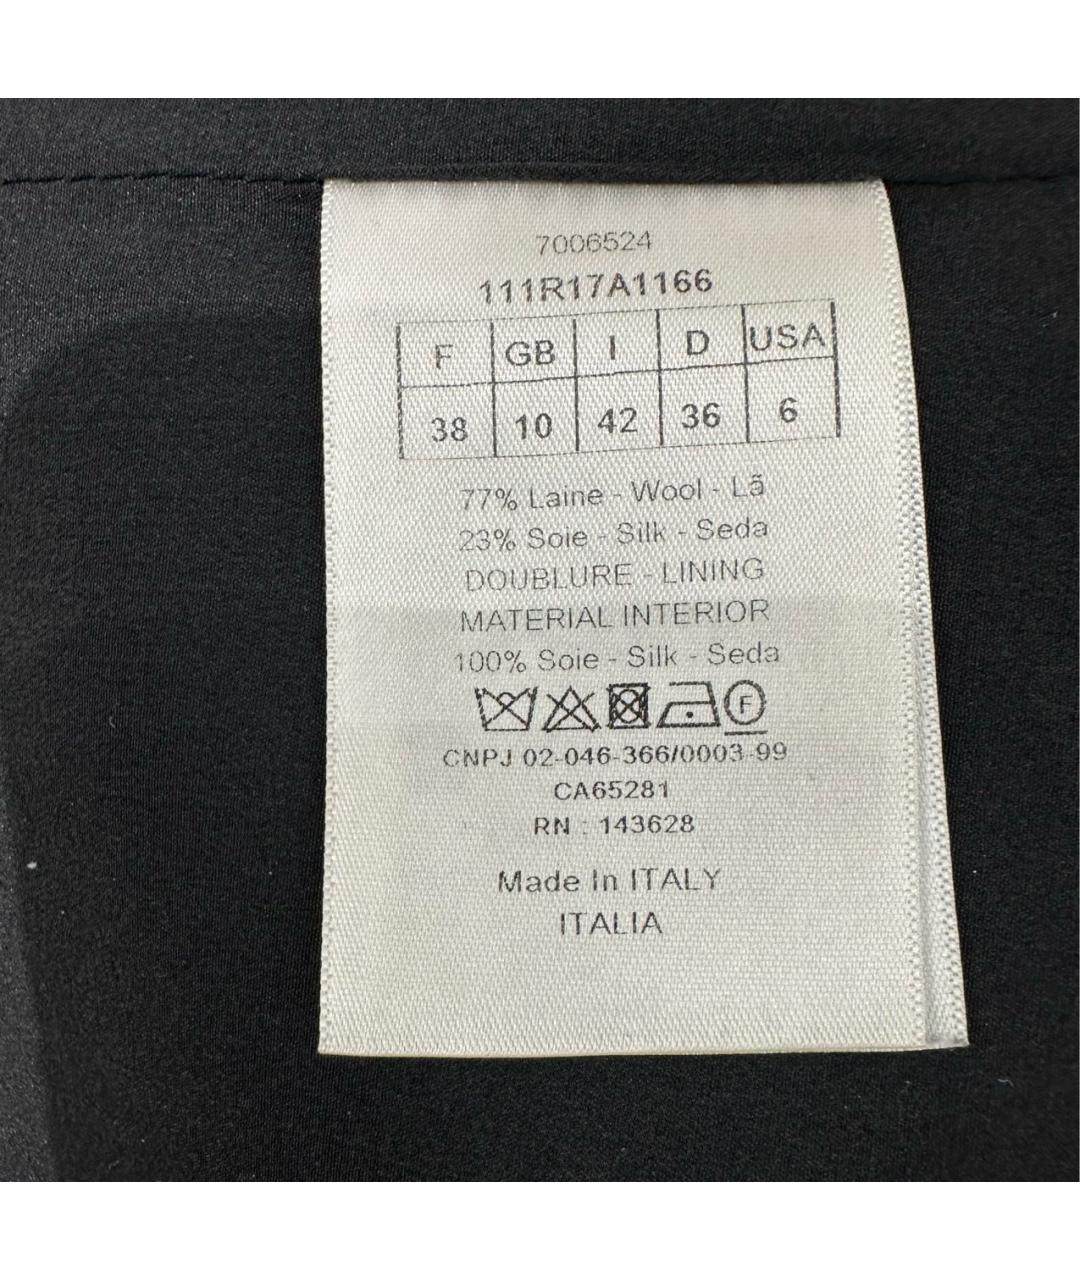 7006524
111R17A1166
F GB I D USA
38 10 42 36 6
77% Laine - Wool - Lã
23% Soie - Silk - Seda
DOUBLURE - LINING
MATERIAL INTERIOR
100% Soie - Silk - Seda
F
CNPJ 02-046-366/0003-99
CA65281
RN : 143628
Made In ITALY
ITALIA